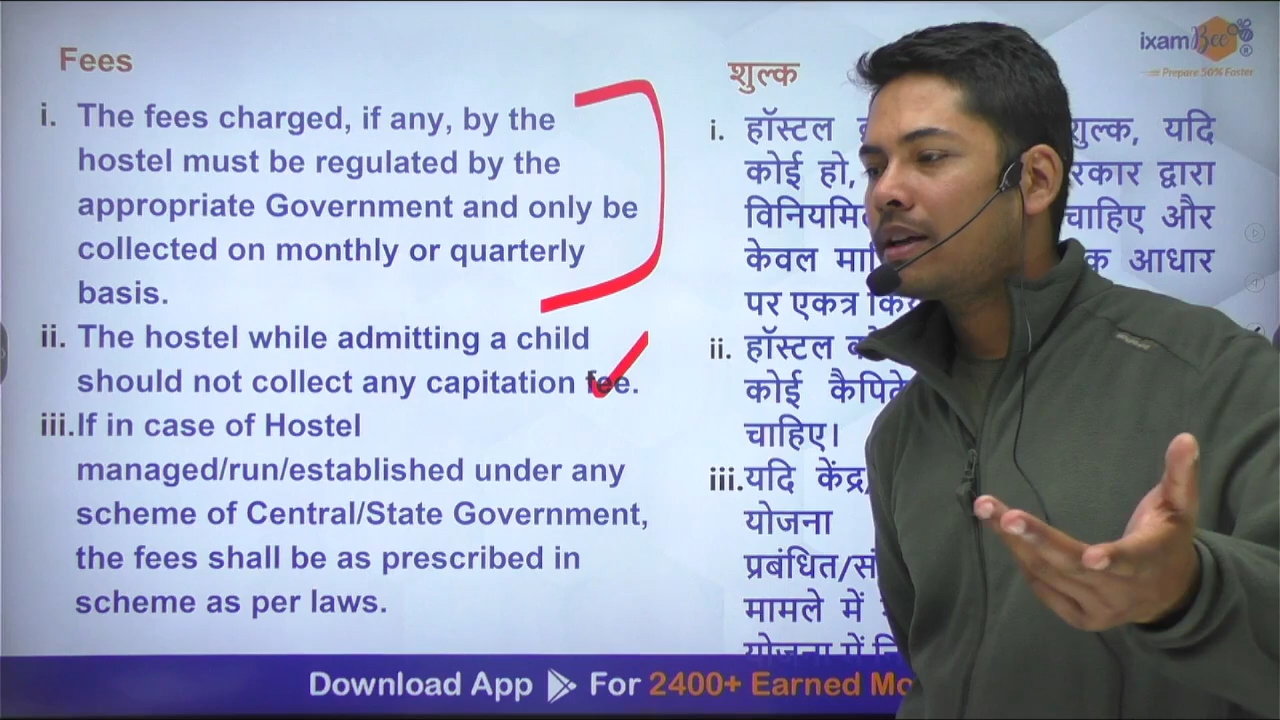 Fees
i. The fees charged, if any, by the
hostel must be regulated by the
appropriate Government and only be
collected on monthly or quarterly
basis.
ii. The hostel while admitting a child
should not collect any capitation fee.
iii.If in case of Hostel
managed/run/established under any
scheme of Central/State Government,
the fees shall be as prescribed in
scheme as per laws.
शुल्क
i. हॉस्टल शुल्क, यदि
कोई हो, द्वारा
चाहिए और
केवल आधार
पर एकत्र
ii. हॉस्टल
कोई
चाहिए।
iii.यदि केंद्र/
योजना
प्रबंधित/
मामले में
योजना में
ixamBee
Prepare 50% Faster
Download App For 2400+ Earned